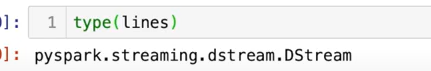 ]: 1 type(lines)
]: pyspark.streaming.dstream.DStream